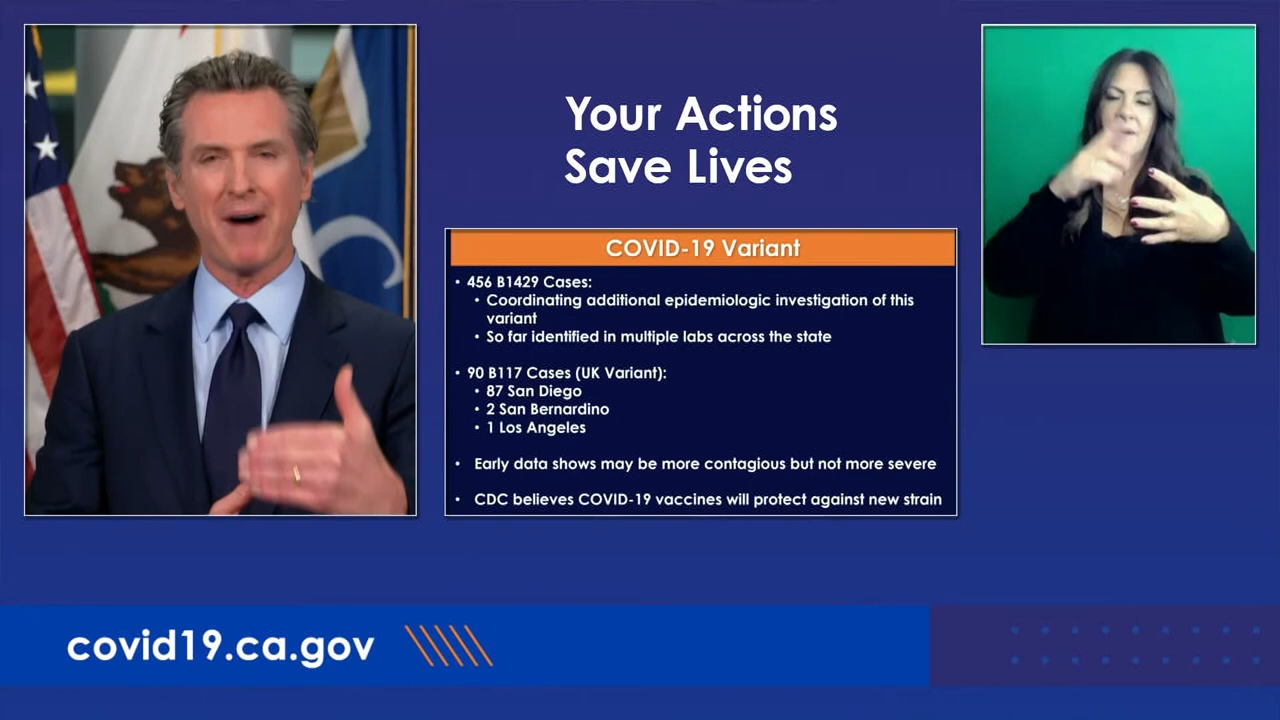 Your Actions
Save Lives
COVID-19 Variant
• 456 B1429 Cases:
• Coordinating additional epidemiologic investigation of this
variant
• So far identified in multiple labs across the state
• 90 B117 Cases (UK Variant):
• 87 San Diego
• 2 San Bernardino
• 1 Los Angeles
• Early data shows may be more contagious but not more severe
• CDC believes COVID-19 vaccines will protect against new strain
covid19.ca.gov